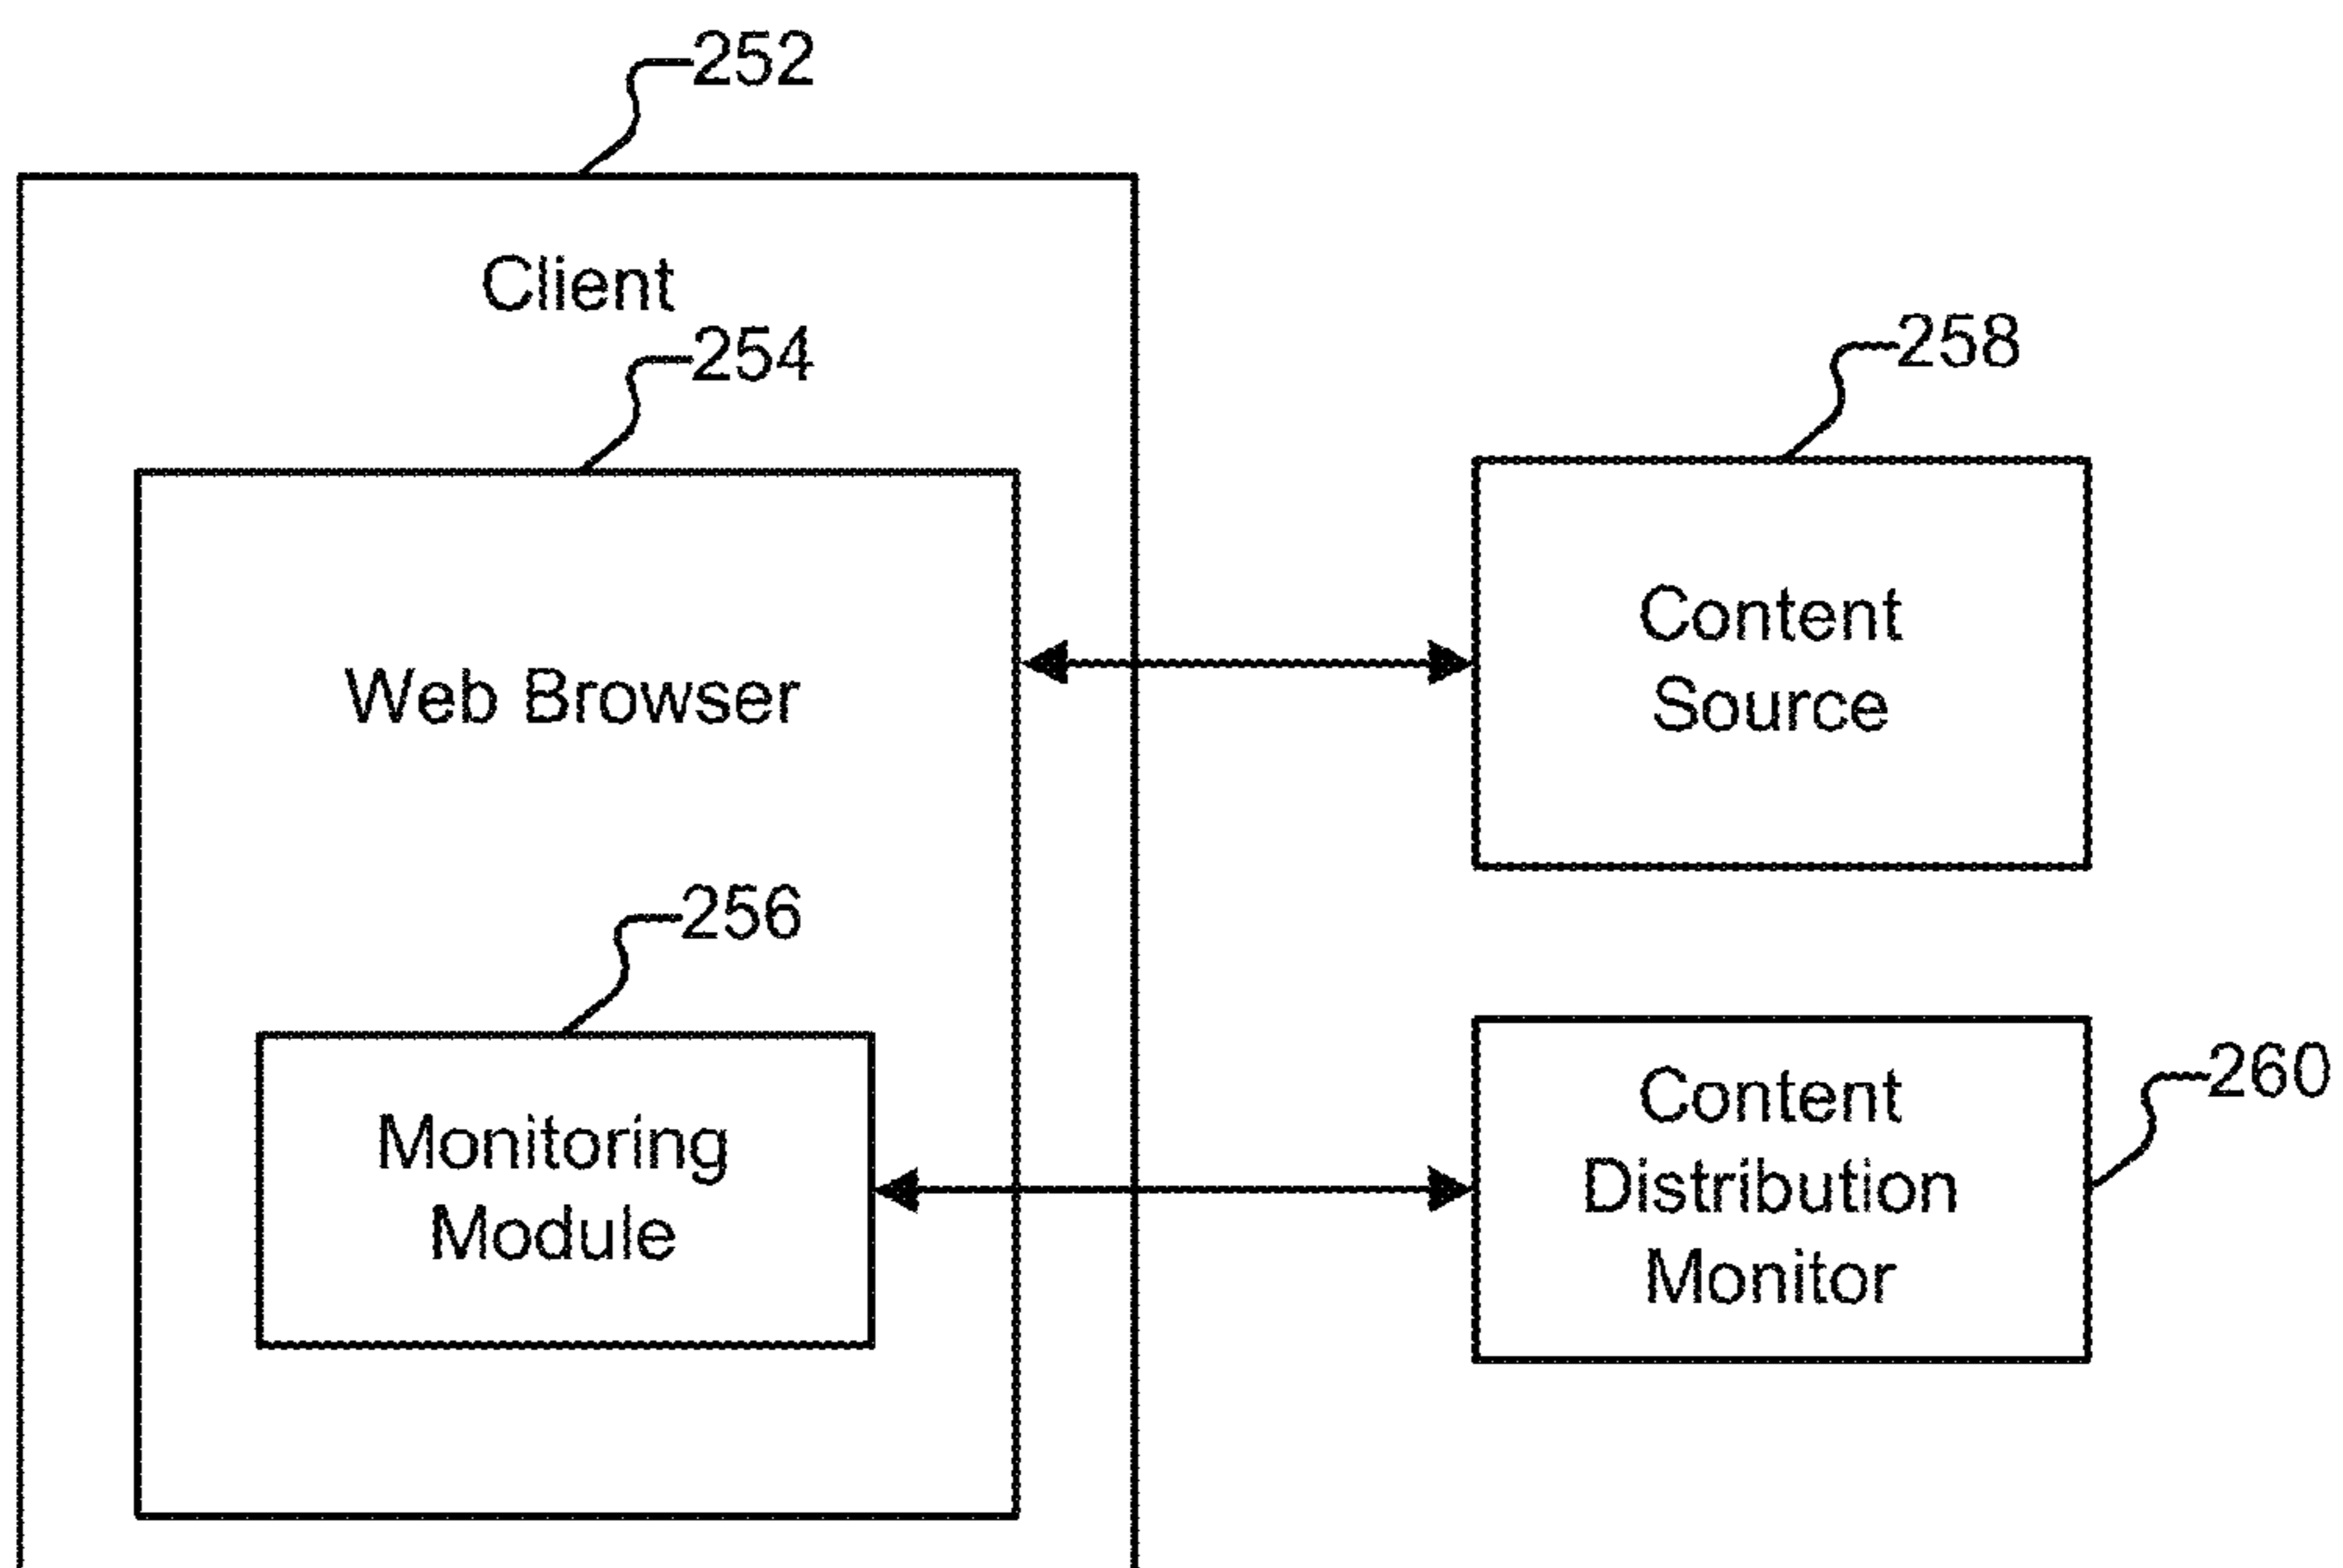 252
Client
254
258
Web Browser
Content
Source
256
Monitoring
Module
Content
Distribution
Monitor
260